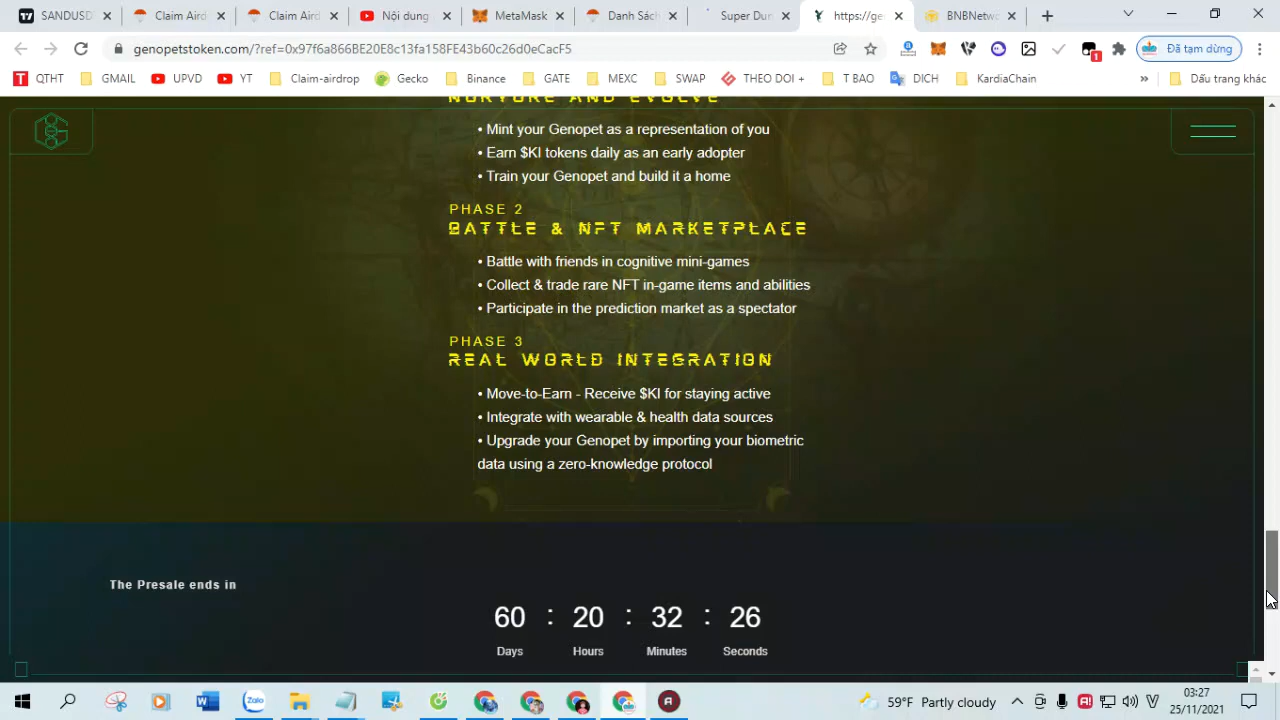 SANDUSD
Claim Aird
Claim Aird
Nội dung
MetaMask
Danh Sách
Super Dun
https://ge
BNBNetwo
genopetstoken.com/?ref=0x97f6a866BE20E8c13fa158FE43b60c26d0eCacF5
1
Đã tạm dừng
QTHT
GMAIL
UPVD
YT
Claim-airdrop
Gecko
Binance
GATE
MEXC
SWAP
THEO DOI +
T BAO
DICH
KardiaChain
»
Dấu trang khác
NURTURE AND EVOLVE
• Mint your Genopet as a representation of you
• Earn $KI tokens daily as an early adopter
• Train your Genopet and build it a home
PHASE 2
BATTLE & NFT MARKETPLACE
• Battle with friends in cognitive mini-games
• Collect & trade rare NFT in-game items and abilities
• Participate in the prediction market as a spectator
PHASE 3
REAL WORLD INTEGRATION
• Move-to-Earn - Receive $KI for staying active
• Integrate with wearable & health data sources
• Upgrade your Genopet by importing your biometric
data using a zero-knowledge protocol
The Presale ends in
60 : 20 : 32 : 26
Days Hours Minutes Seconds
Zalo
59°F Partly cloudy
03:27
25/11/2021